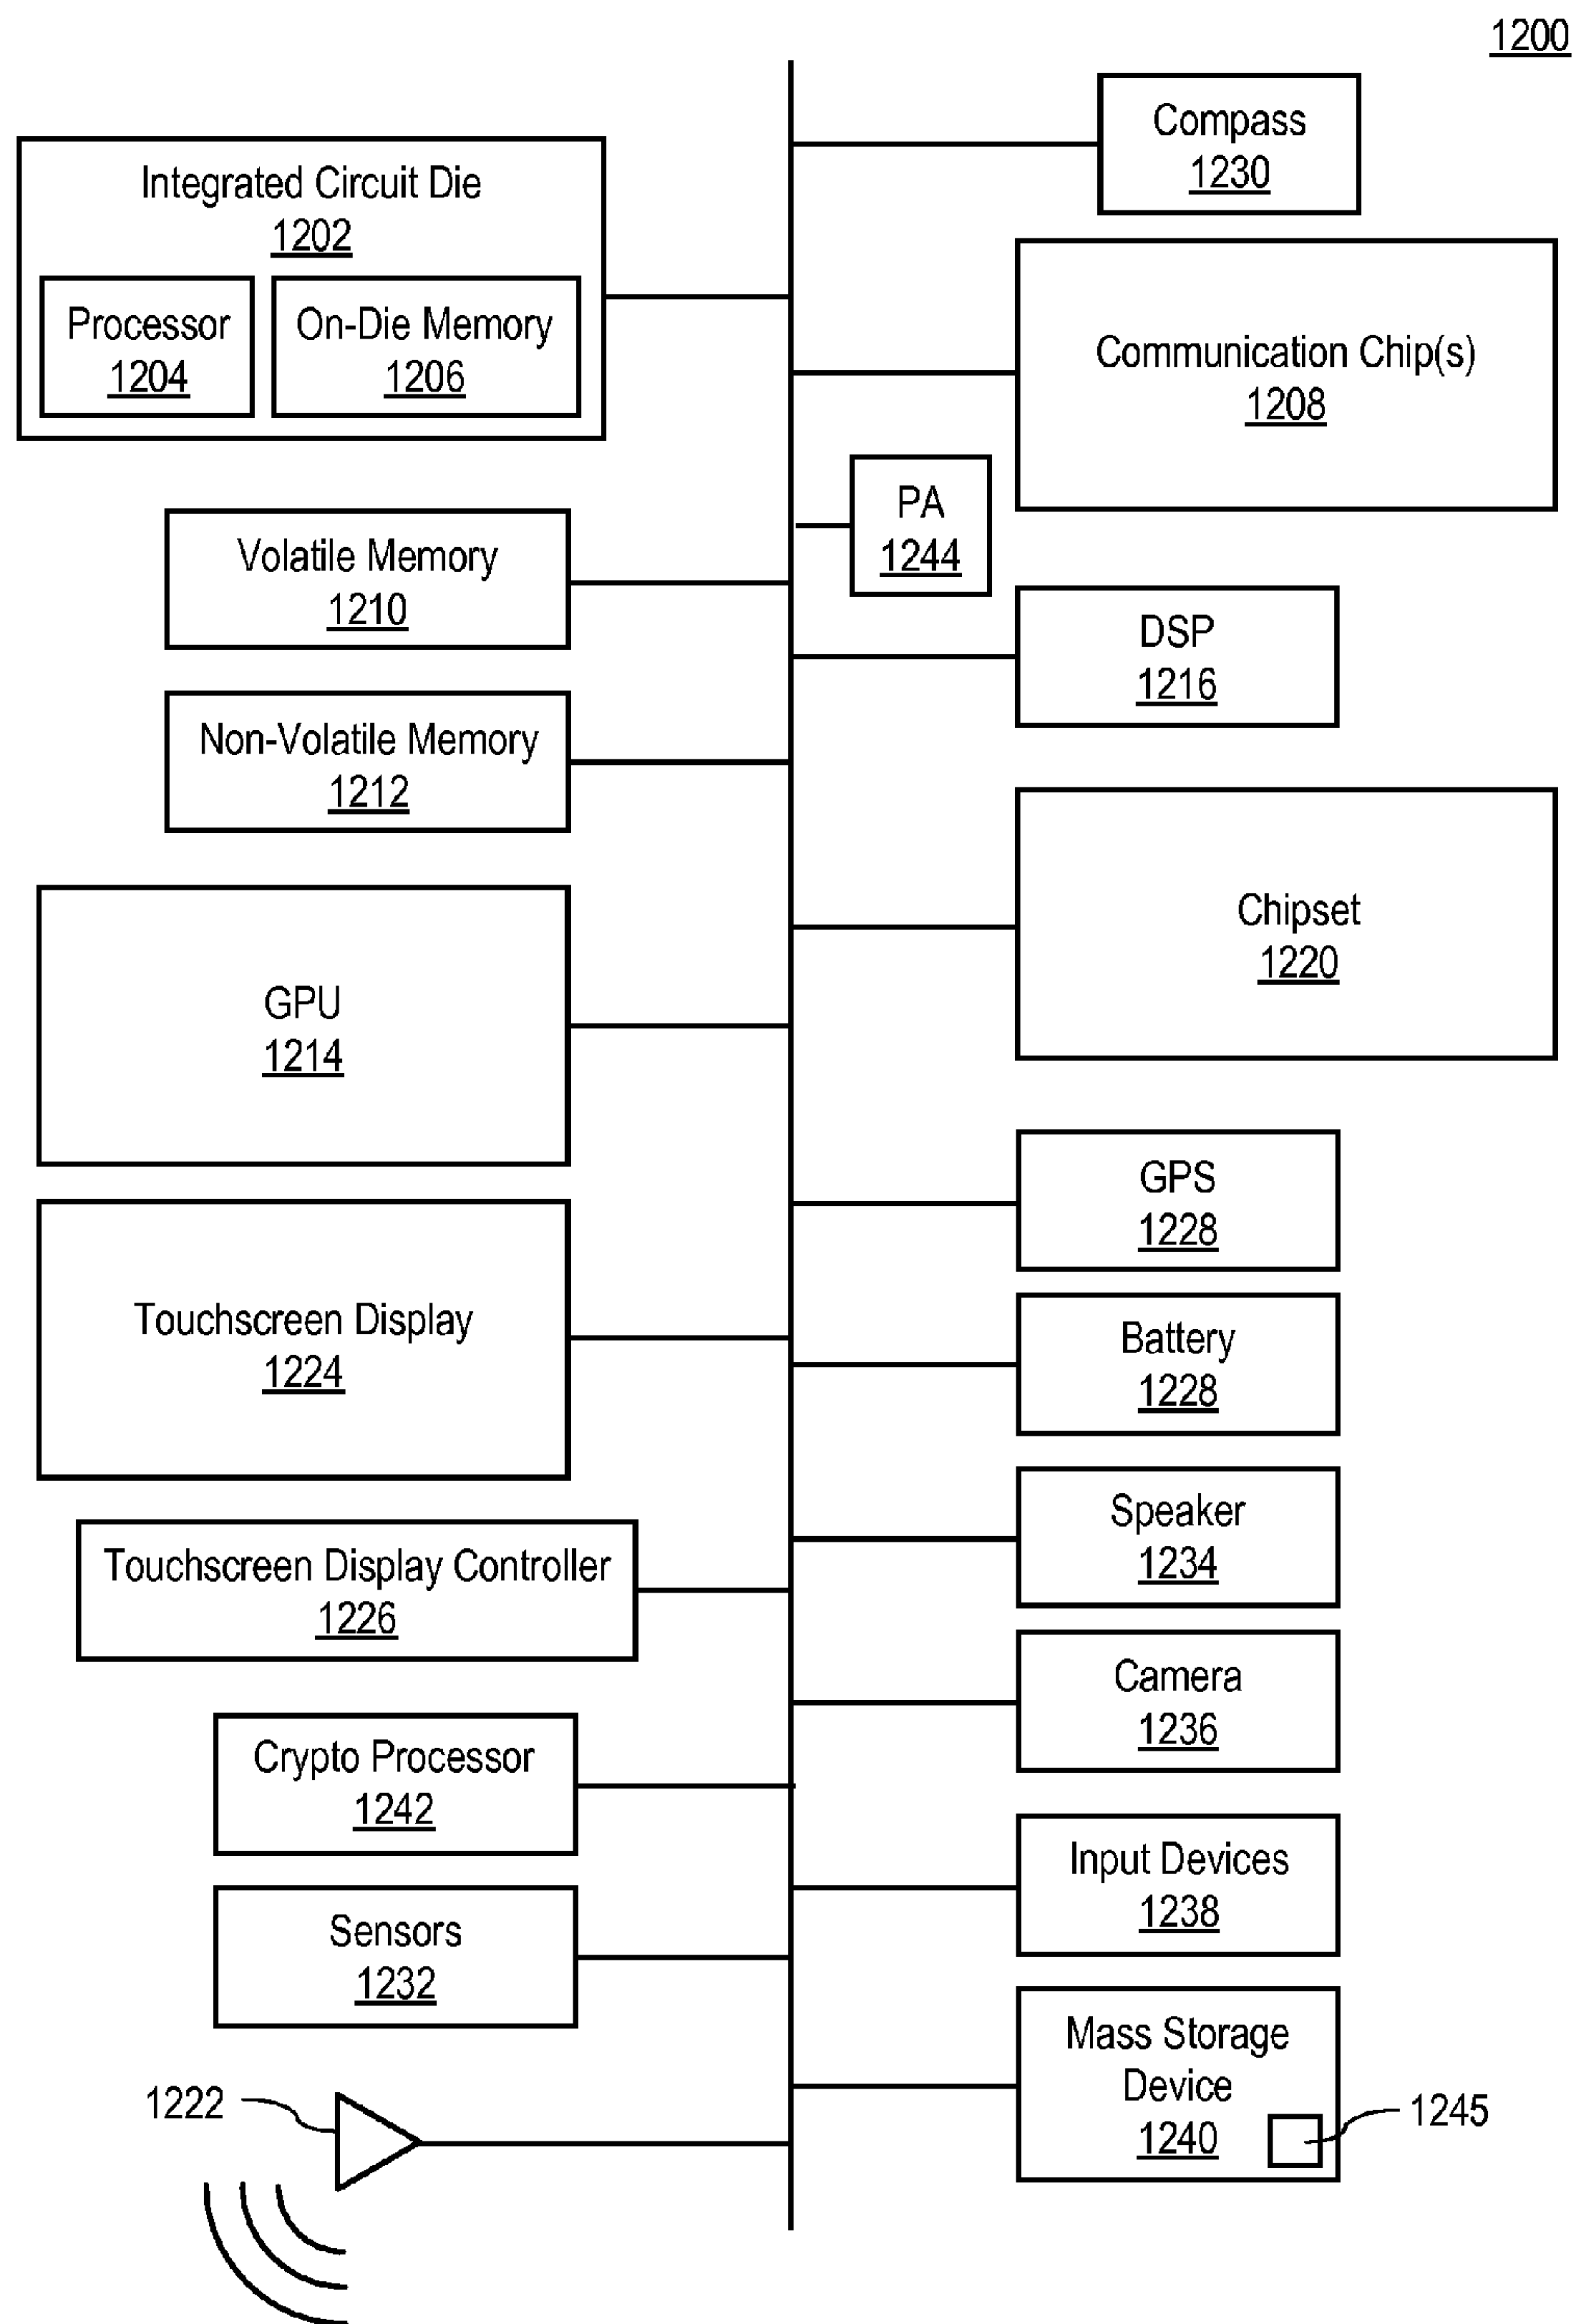 1200
Compass
1230
Integrated Circuit Die
1202
Processor
1204
On-Die Memory
1206
Communication Chip(s)
1208
PA
1244
Volatile Memory
1210
DSP
1216
Non-Volatile Memory
1212
Chipset
1220
GPU
1214
GPS
1228
Touchscreen Display
1224
Battery
1228
Speaker
1234
Touchscreen Display Controller
1226
Camera
1236
Crypto Processor
1242
Input Devices
1238
Sensors
1232
Mass Storage
Device
1240
1222
1245